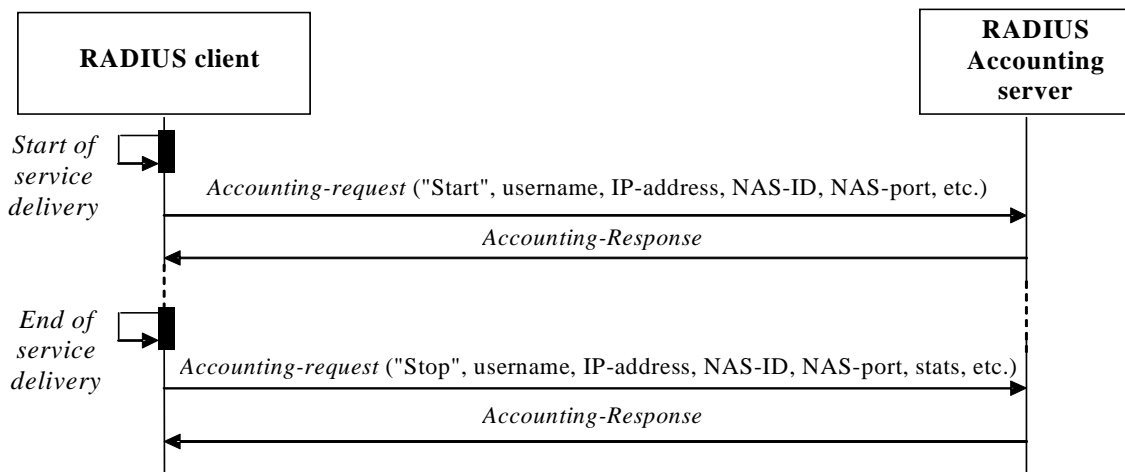 RADIUS client
RADIUS
Accounting
server
Start of
service
delivery
Accounting-request ("Start", username, IP-address, NAS-ID, NAS-port, etc.)
Accounting-Response
End of
service
delivery
Accounting-request ("Stop", username, IP-address, NAS-ID, NAS-port, stats, etc.)
Accounting-Response